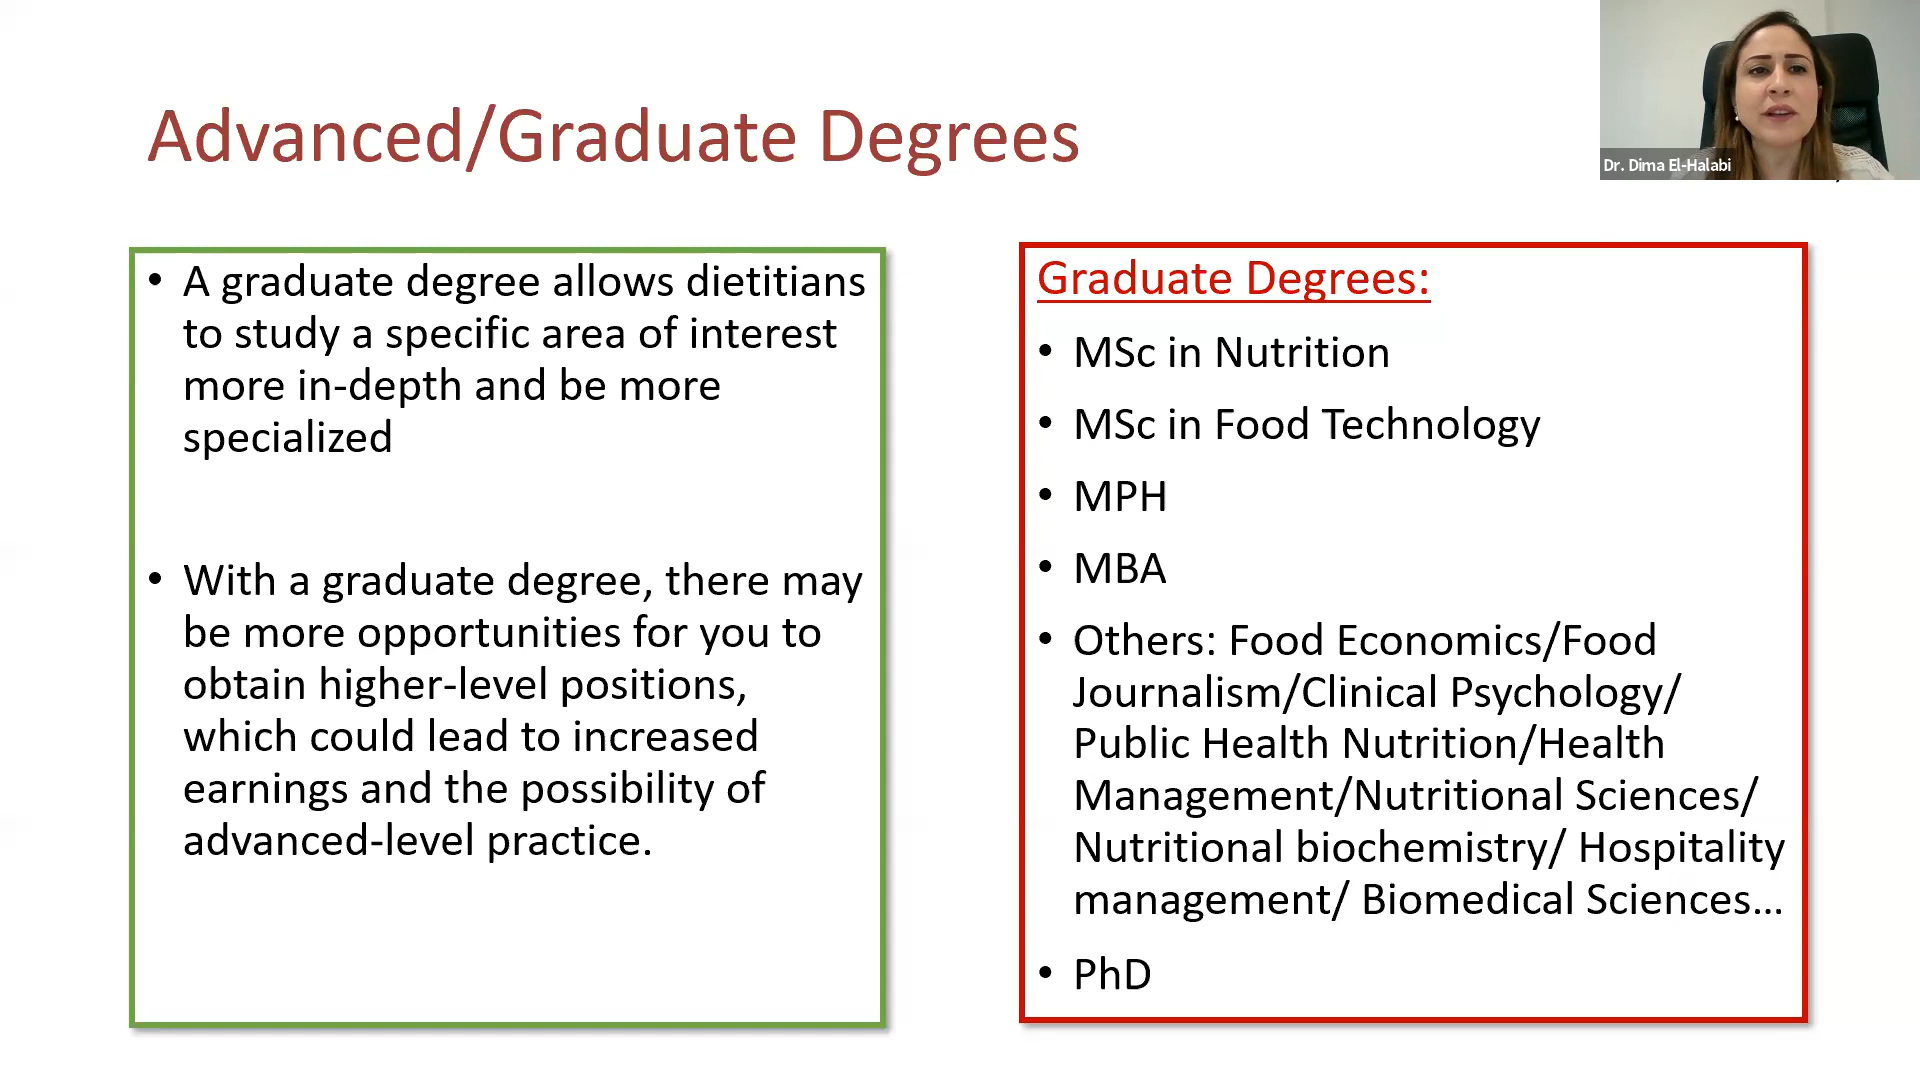 Advanced/Graduate Degrees
Dr. Dima El-Halabi
• A graduate degree allows dietitians
to study a specific area of interest
more in-depth and be more
specialized
• With a graduate degree, there may
be more opportunities for you to
obtain higher-level positions,
which could lead to increased
earnings and the possibility of
advanced-level practice.
Graduate Degrees:
• MSc in Nutrition
• MSc in Food Technology
• MPH
• MBA
• Others: Food Economics/Food
Journalism/Clinical Psychology/
Public Health Nutrition/Health
Management/Nutritional Sciences/
Nutritional biochemistry/ Hospitality
management/ Biomedical Sciences...
• PhD